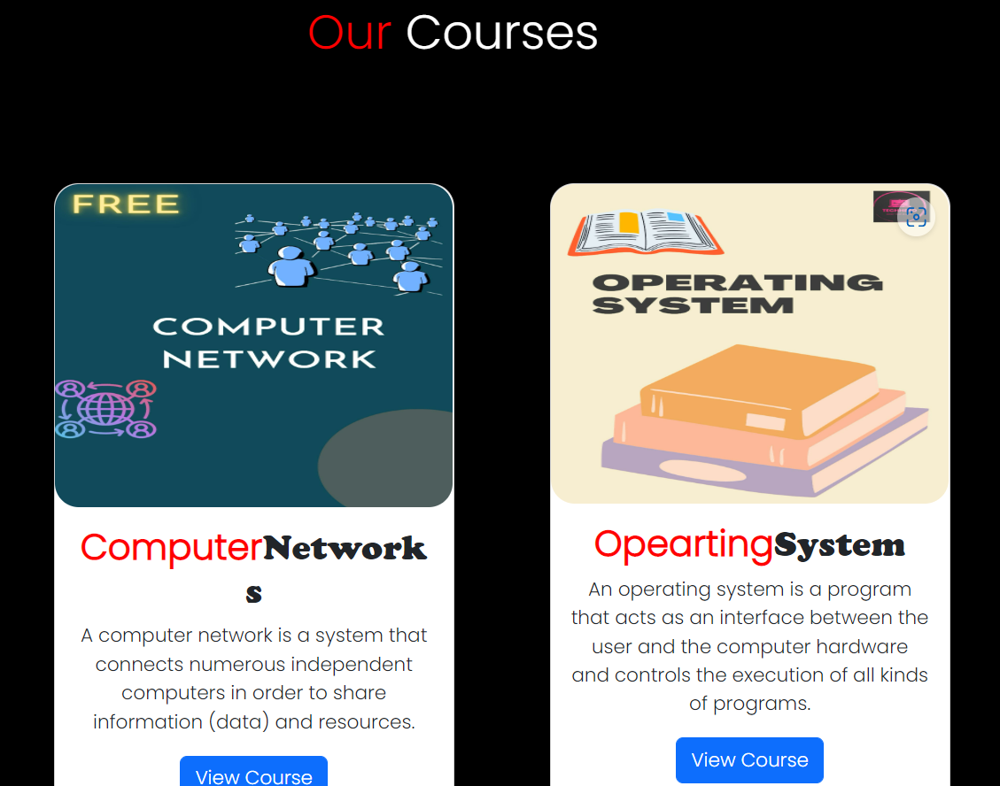 Our Courses
FREE
COMPUTER
NETWORK
ComputerNetwork
s
A computer network is a system that
connects numerous independent
computers in order to share
information (data) and resources.
View Course
OPERATING
SYSTEM
OpeartingSystem
An operating system is a program
that acts as an interface between the
user and the computer hardware
and controls the execution of all kinds
of programs.
View Course